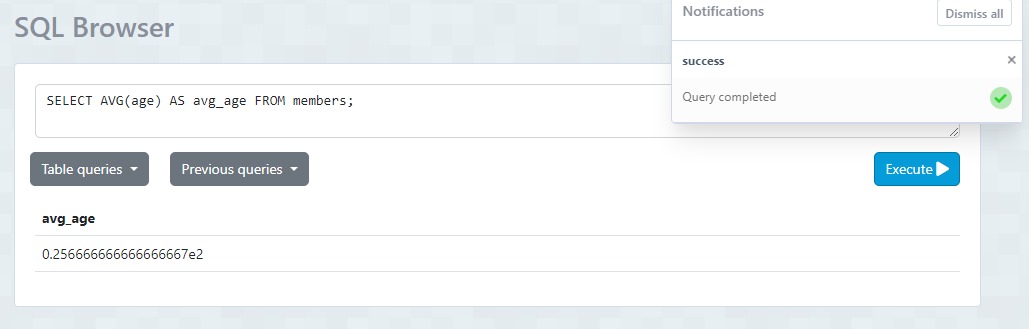 SQL Browser
Notifications
Dismiss all
success
×
Query completed
SELECT AVG(age) AS avg_age FROM members;
Table queries
Previous queries
Execute
avg_age
0.256666666666666667e2